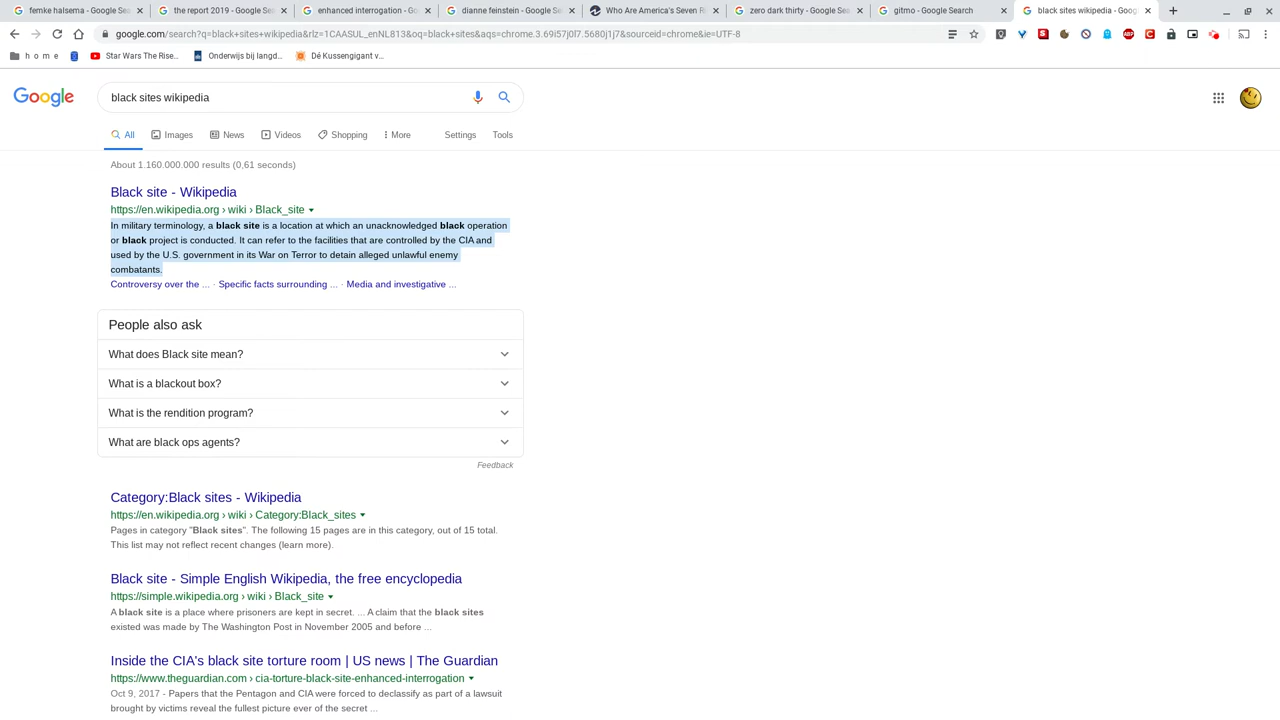 femke halsema - Google Sea
the report 2019 - Google Sea
enhanced interrogation - Go
dianne feinstein - Google Se
Who Are America's Seven R
zero dark thirty - Google Sea
gitmo - Google Search
black sites wikipedia - Goog
google.com/search?q=black+sites+wikipedia&rlz=1CAASUL_enNL813&oq=black+sites&aqs=chrome.3.69i57j0l7.5680j1j7&sourceid=chrome&ie=UTF-8
h o m e
Star Wars The Rise...
Onderwijs bij langd...
Dé Kussengigant v...
Google
black sites wikipedia
All
Images
News
Videos
Shopping
More
Settings
Tools
About 1.160.000.000 results (0,61 seconds)
Black site - Wikipedia
https://en.wikipedia.org › wiki › Black_site
In military terminology, a black site is a location at which an unacknowledged black operation
or black project is conducted. It can refer to the facilities that are controlled by the CIA and
used by the U.S. government in its War on Terror to detain alleged unlawful enemy
combatants.
Controversy over the ... · Specific facts surrounding ... · Media and investigative ...
People also ask
What does Black site mean?
What is a blackout box?
What is the rendition program?
What are black ops agents?
Feedback
Category:Black sites - Wikipedia
https://en.wikipedia.org › wiki › Category:Black_sites
Pages in category "Black sites". The following 15 pages are in this category, out of 15 total.
This list may not reflect recent changes (learn more).
Black site - Simple English Wikipedia, the free encyclopedia
https://simple.wikipedia.org › wiki › Black_site
A black site is a place where prisoners are kept in secret. ... A claim that the black sites
existed was made by The Washington Post in November 2005 and before ...
Inside the CIA's black site torture room | US news | The Guardian
https://www.theguardian.com › cia-torture-black-site-enhanced-interrogation
Oct 9, 2017 - Papers that the Pentagon and CIA were forced to declassify as part of a lawsuit
brought by victims reveal the fullest picture ever of the secret ...